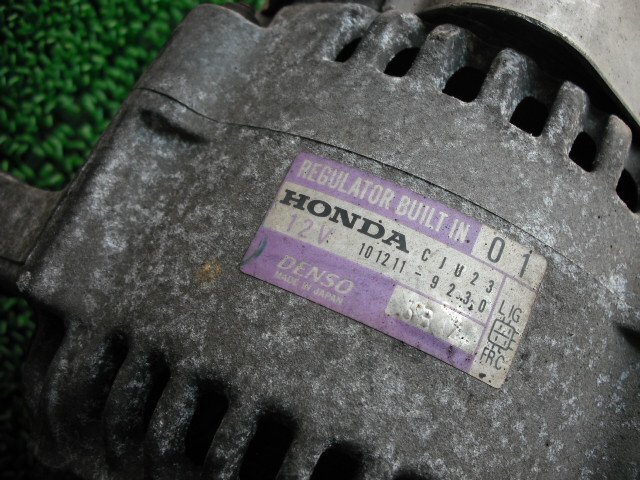 REGULATOR BUILT IN 01
HONDA CJU23
12V 101211-9230
DENSO
MADE IN JAPAN
L IG
FR C